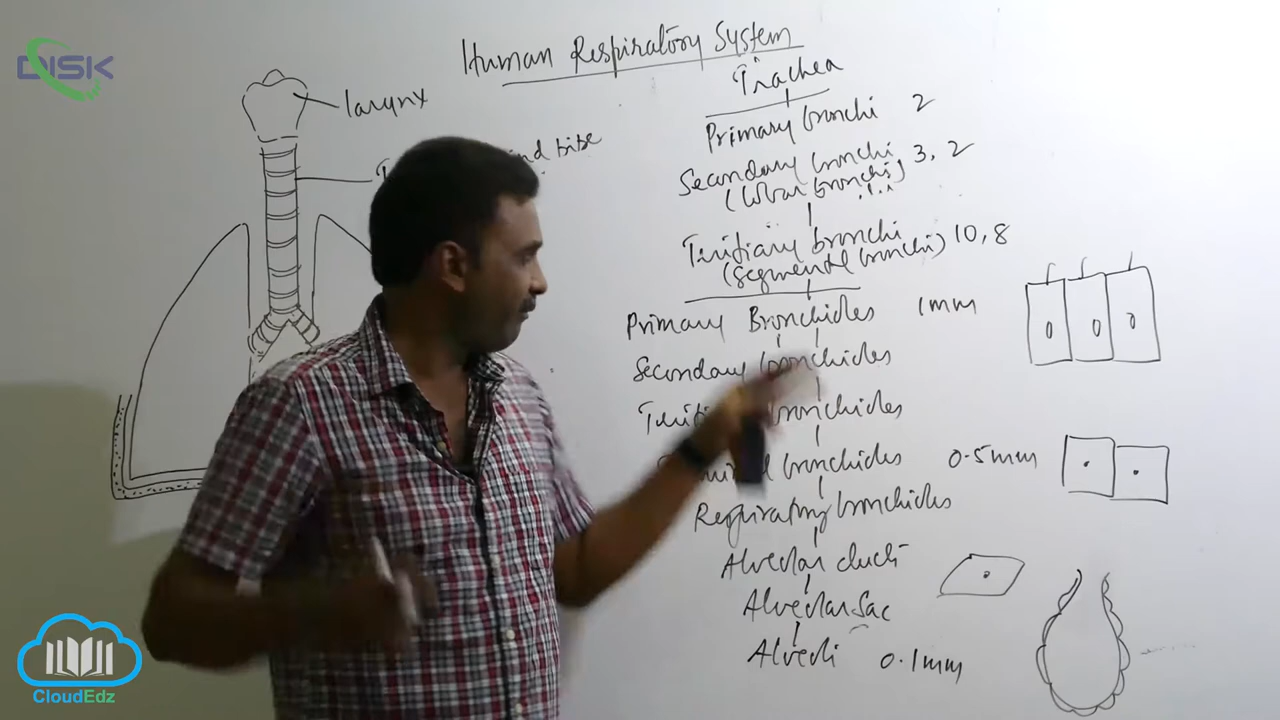 DISK
Human Respiratory System
larynx
Trachea
Primary bronchi 2
Secondary bronchi 3, 2
(lobar bronchi)
Tertiary bronchi 10, 8
(Segmental bronchi)
Primary Bronchioles 1mm
Secondary bronchioles
bronchioles
bronchioles 0.5mm
Respiratory bronchioles
Alveolar duct
Alveolar Sac
Alveoli 0.1mm
CloudEdz